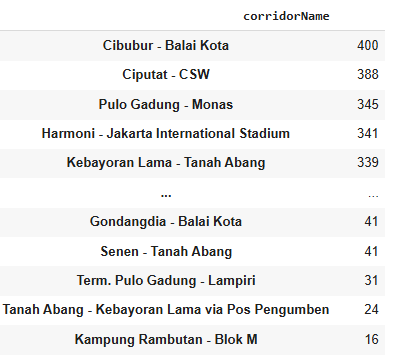 corridorName
Cibubur - Balai Kota 400
Ciputat - CSW 388
Pulo Gadung - Monas 345
Harmoni - Jakarta International Stadium 341
Kebayoran Lama - Tanah Abang 339
... ...
Gondangdia - Balai Kota 41
Senen - Tanah Abang 41
Term. Pulo Gadung - Lampiri 31
Tanah Abang - Kebayoran Lama via Pos Pengumben 24
Kampung Rambutan - Blok M 16